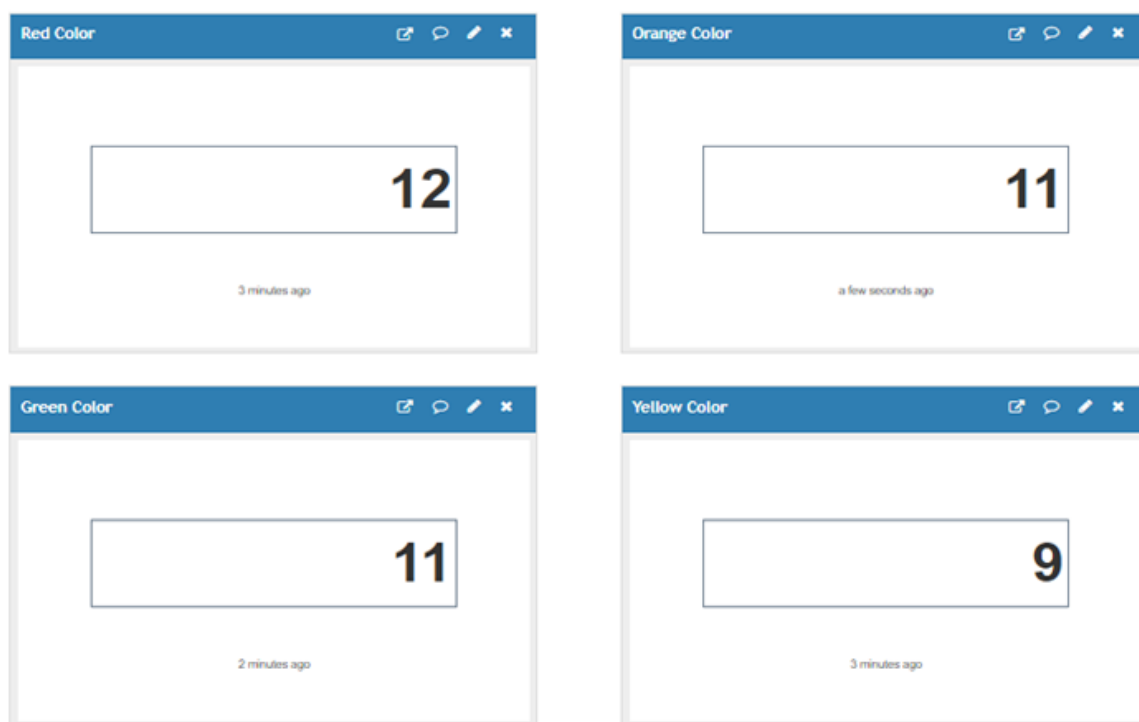 Red Color
12
3 minutes ago
Orange Color
11
a few seconds ago
Green Color
11
2 minutes ago
Yellow Color
9
3 minutes ago